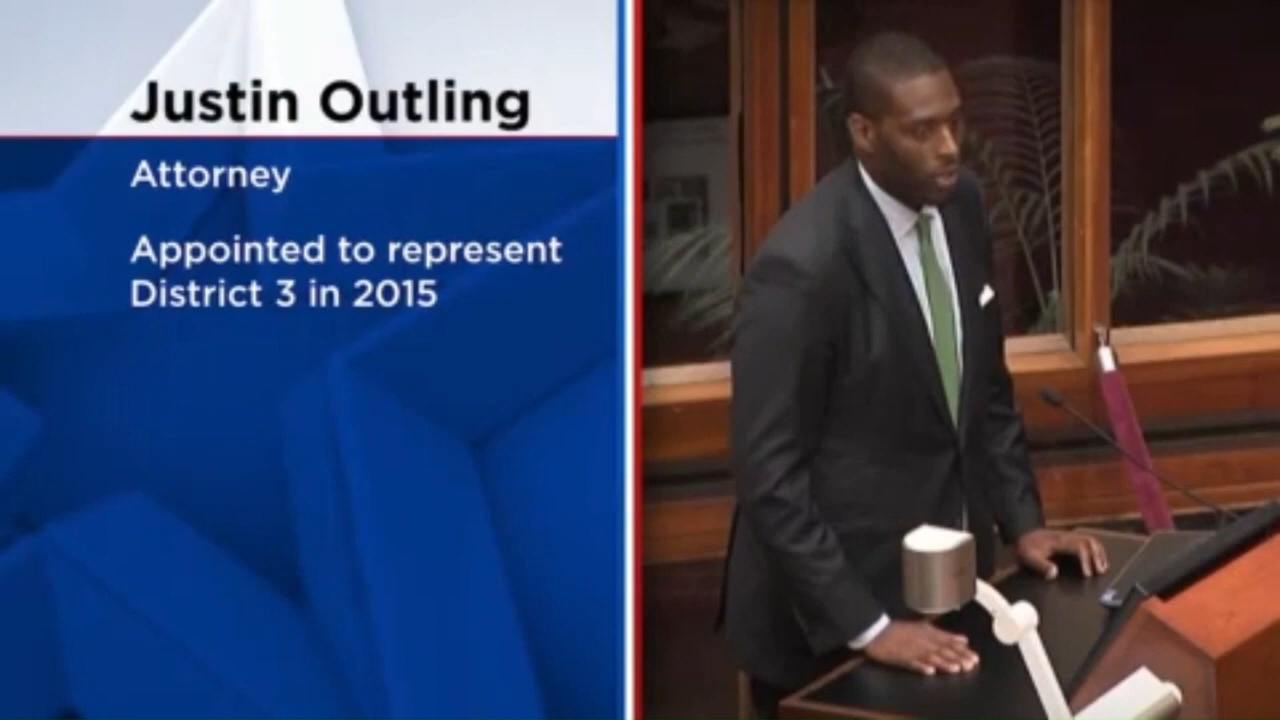 Justin Outling
Attorney
Appointed to represent
District 3 in 2015